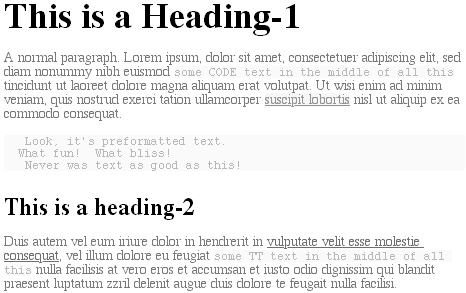 This is a Heading-1
A normal paragraph. Lorem ipsum, dolor sit amet, consectetuer adipiscing elit, sed
diam nonummy nibh euismod some CODE text in the middle of all this
tincidunt ut laoreet dolore magna aliquam erat volutpat. Ut wisi enim ad minim
veniam, quis nostrud exerci tation ullamcorper suscipit lobortis nisl ut aliquip ex ea
commodo consequat.
Look, it's preformatted text.
What fun!  What bliss!
Never was text as good as this!
This is a heading-2
Duis autem vel eum iriure dolor in hendrerit in vulputate velit esse molestie
consequat, vel illum dolore eu feugiat some TT text in the middle of all
this nulla facilisis at vero eros et accumsan et iusto odio dignissim qui blandit
praesent luptatum zzril delenit augue duis dolore te feugait nulla facilisi.